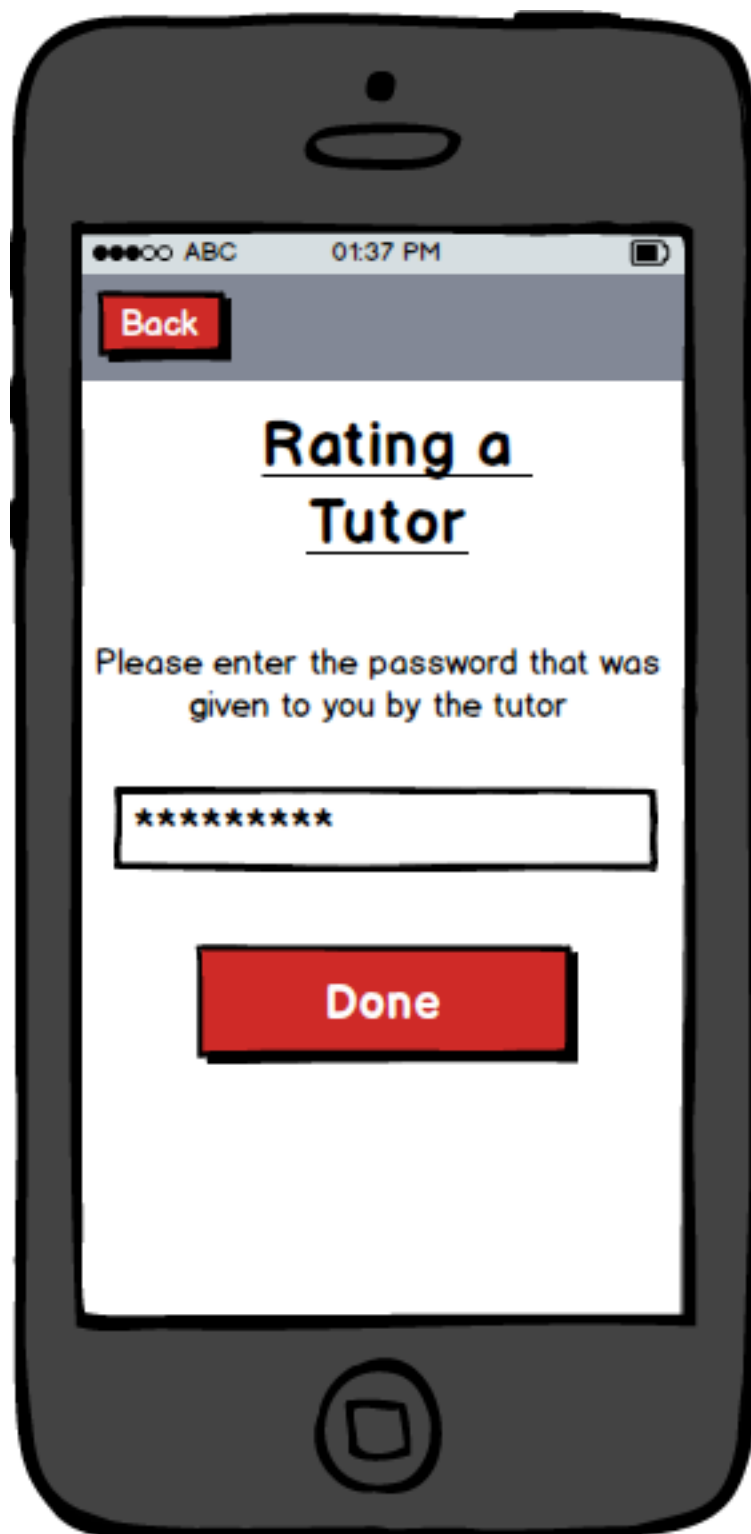 ABC 01:37 PM
Back
Rating a
Tutor
Please enter the password that was
given to you by the tutor
*********
Done